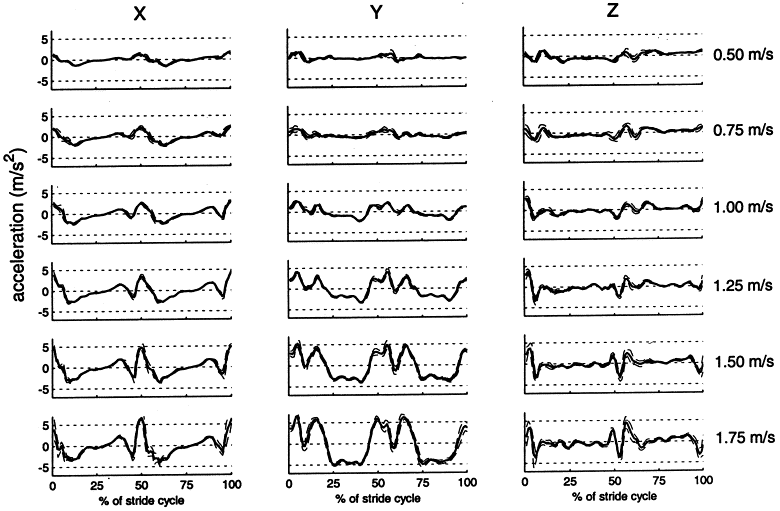 X Y Z
5
0
-5
0.50 m/s
5
0
-5
0.75 m/s
acceleration (m/s²)
5
0
-5
1.00 m/s
5
0
-5
1.25 m/s
5
0
-5
1.50 m/s
5
0
-5
1.75 m/s
0 25 50 75 100 0 25 50 75 100 0 25 50 75 100
% of stride cycle % of stride cycle % of stride cycle